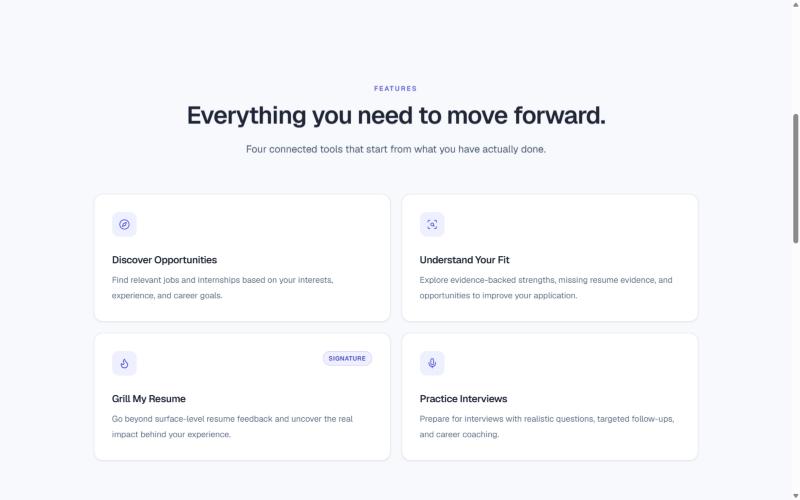 FEATURES
Everything you need to move forward.
Four connected tools that start from what you have actually done.
Discover Opportunities
Find relevant jobs and internships based on your interests,
experience, and career goals.
Understand Your Fit
Explore evidence-backed strengths, missing resume evidence, and
opportunities to improve your application.
SIGNATURE
Grill My Resume
Go beyond surface-level resume feedback and uncover the real
impact behind your experience.
Practice Interviews
Prepare for interviews with realistic questions, targeted follow-ups,
and career coaching.